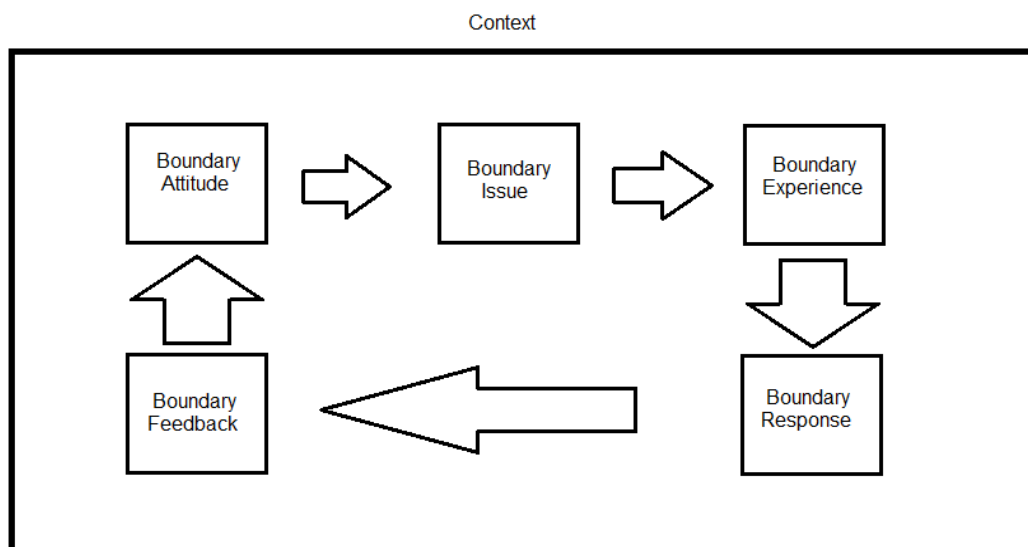 Context
Boundary
Attitude
Boundary
Issue
Boundary
Experience
Boundary
Feedback
Boundary
Response